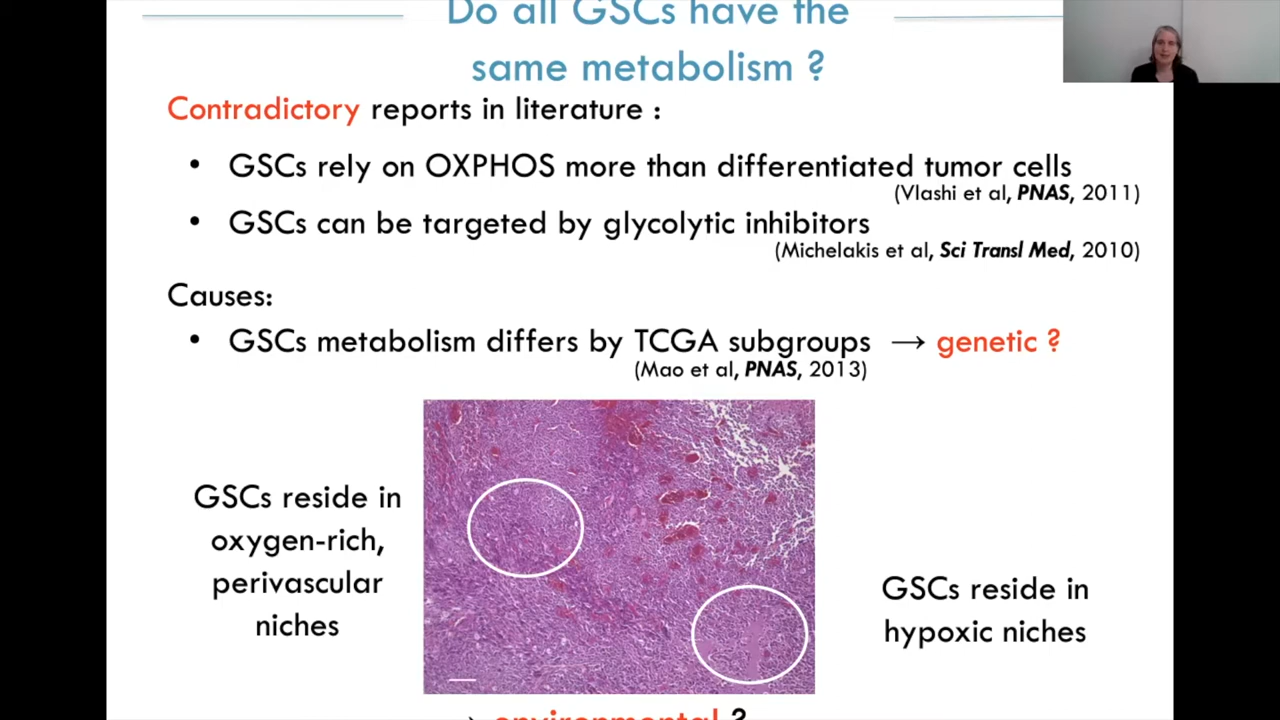 Do all GSCs have the
same metabolism ?
Contradictory reports in literature :
• GSCs rely on OXPHOS more than differentiated tumor cells
(Vlashi et al, PNAS, 2011)
• GSCs can be targeted by glycolytic inhibitors
(Michelakis et al, Sci Transl Med, 2010)
Causes:
• GSCs metabolism differs by TCGA subgroups → genetic ?
(Mao et al, PNAS, 2013)
GSCs reside in
oxygen-rich,
perivascular
niches
GSCs reside in
hypoxic niches
→ environmental ?